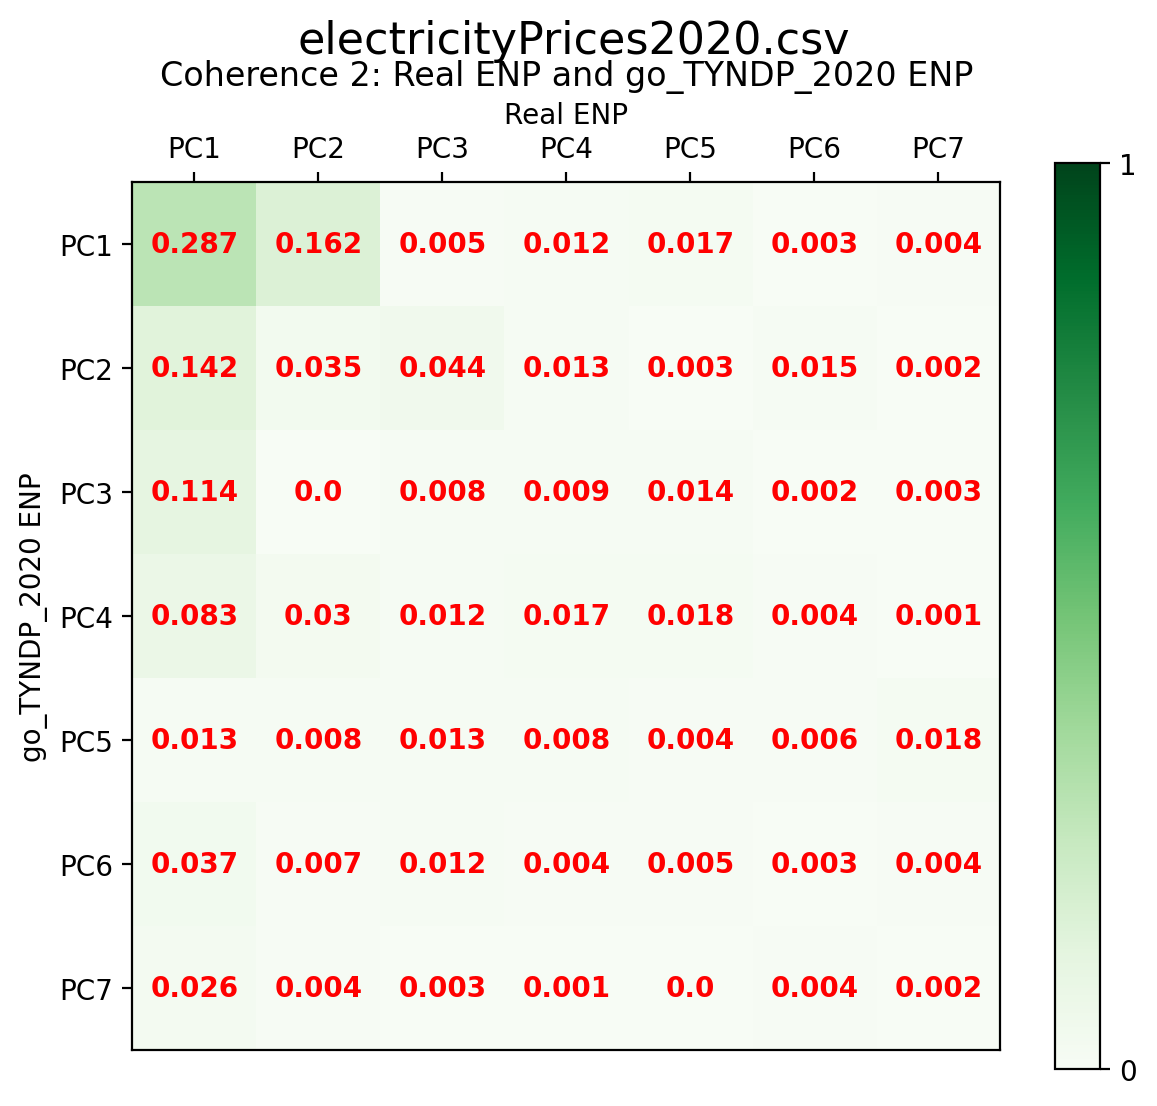 electricityPrices2020.csv
Coherence 2: Real ENP and go_TYNDP_2020 ENP
Real ENP
PC1 PC2 PC3 PC4 PC5 PC6 PC7
1
PC1 0.287 0.162 0.005 0.012 0.017 0.003 0.004
PC2 0.142 0.035 0.044 0.013 0.003 0.015 0.002
PC3 0.114 0.0 0.008 0.009 0.014 0.002 0.003
PC4 0.083 0.03 0.012 0.017 0.018 0.004 0.001
PC5 0.013 0.008 0.013 0.008 0.004 0.006 0.018
PC6 0.037 0.007 0.012 0.004 0.005 0.003 0.004
PC7 0.026 0.004 0.003 0.001 0.0 0.004 0.002
go_TYNDP_2020 ENP
0